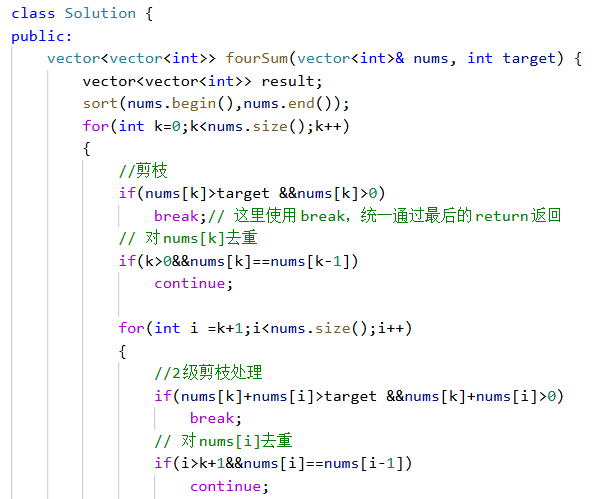 class Solution {
public:
    vector<vector<int>> fourSum(vector<int>& nums, int target) {
        vector<vector<int>> result;
        sort(nums.begin(),nums.end());
        for(int k=0;k<nums.size();k++)
        {
            //剪枝
            if(nums[k]>target &&nums[k]>0)
                break;// 这里使用break，统一通过最后的return返回
            // 对nums[k]去重
            if(k>0&&nums[k]==nums[k-1])
                continue;

            for(int i =k+1;i<nums.size();i++)
            {
                //2级剪枝处理
                if(nums[k]+nums[i]>target &&nums[k]+nums[i]>0)
                    break;
                // 对nums[i]去重
                if(i>k+1&&nums[i]==nums[i-1])
                    continue;